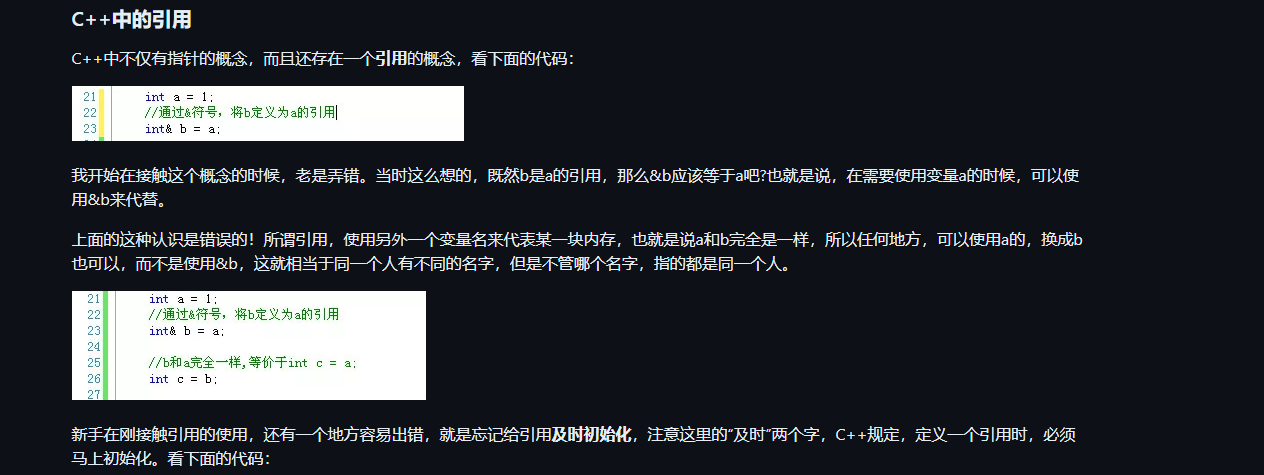 C++中的引用
C++中不仅有指针的概念，而且还存在一个引用的概念，看下面的代码：
21 int a = 1;
22 //通过&符号，将b定义为a的引用
23 int& b = a;
我开始在接触这个概念的时候，老是弄错。当时这么想的，既然b是a的引用，那么&b应该等于a吧?也就是说，在需要使用变量a的时候，可以使
用&b来代替。
上面的这种认识是错误的！所谓引用，使用另外一个变量名来代表某一块内存，也就是说a和b完全是一样，所以任何地方，可以使用a的，换成b
也可以，而不是使用&b，这就相当于同一个人有不同的名字，但是不管哪个名字，指的都是同一个人。
21 int a = 1;
22 //通过&符号，将b定义为a的引用
23 int& b = a;
24
25 //b和a完全一样,等价于int c = a;
26 int c = b;
27
新手在刚接触引用的使用，还有一个地方容易出错，就是忘记给引用及时初始化，注意这里的"及时"两个字，C++规定，定义一个引用时，必须
马上初始化。看下面的代码：